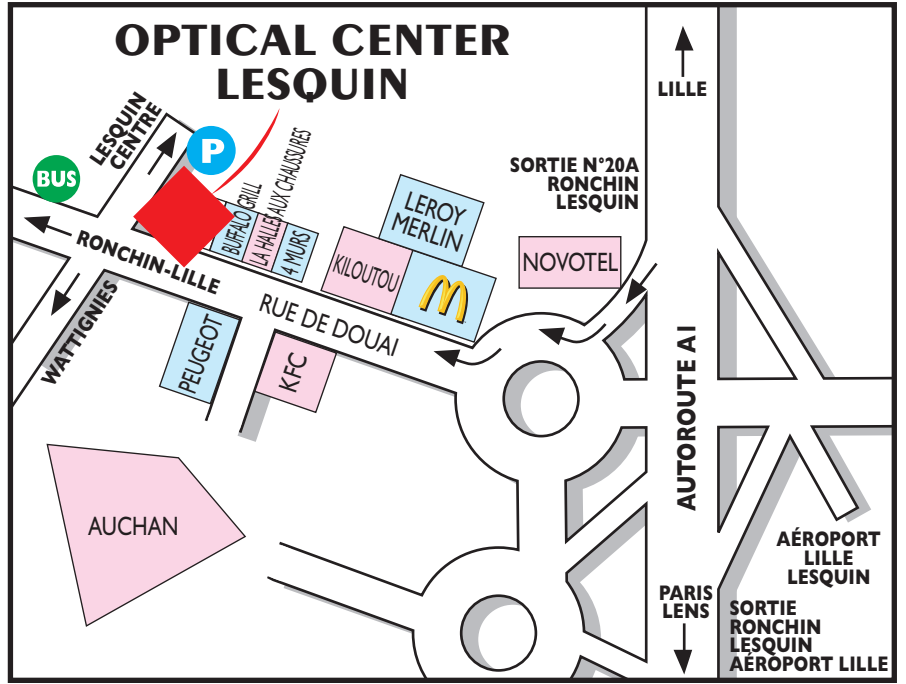 OPTICAL CENTER
LESQUIN
LILLE
LESQUIN
CENTRE
P
BUS
SORTIE N°20A
RONCHIN
LESQUIN
BUFFALO GRILL
LA HALLE AUX CHAUSSURES
4 MURS
LEROY
MERLIN
KILOUTOU
M
NOVOTEL
RONCHIN-LILLE
RUE DE DOUAI
WATTIGNIES
PEUGEOT
KFC
AUTOROUTE A1
AUCHAN
AÉROPORT
LILLE
LESQUIN
PARIS
LENS
SORTIE
RONCHIN
LESQUIN
AÉROPORT LILLE